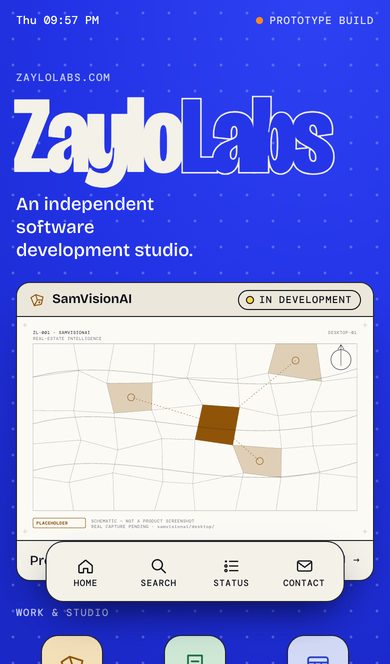 Thu 09:57 PM
PROTOTYPE BUILD
ZAYLOLABS.COM
ZayloLabs
An independent
software
development studio.
SamVisionAI
IN DEVELOPMENT
ZL-001 — SAMVISIONAI
REAL-ESTATE INTELLIGENCE
DESKTOP-01
PLACEHOLDER
SCHEMATIC — NOT A PRODUCT SCREENSHOT
REAL CAPTURE PENDING · samvisionai/desktop/
→
HOME
SEARCH
STATUS
CONTACT
WORK & STUDIO